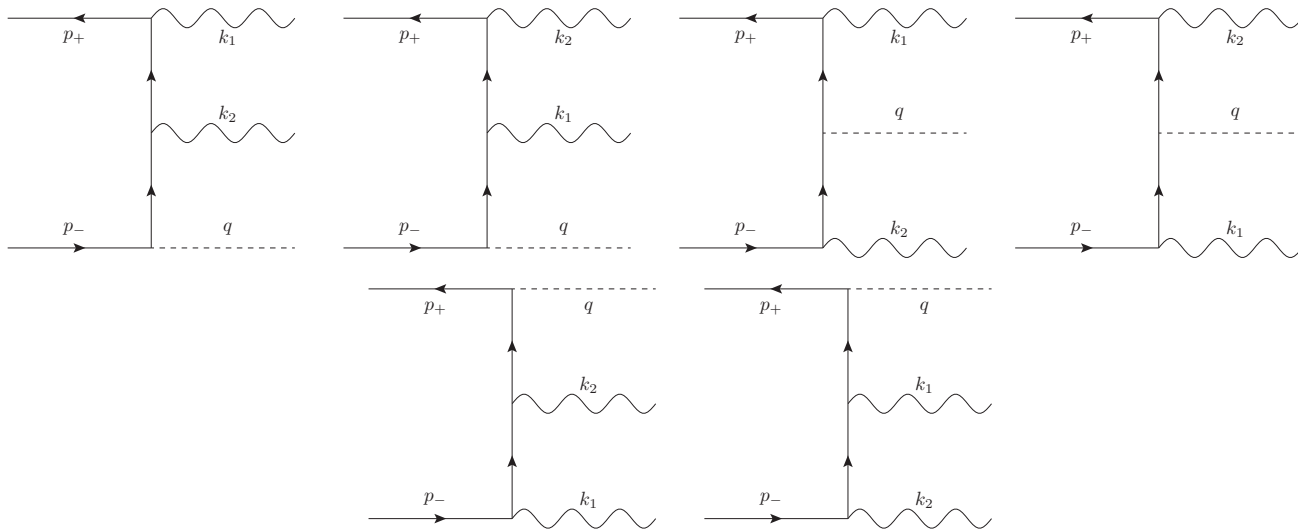 p₊ k₁ p₊ k₂ p₊ k₁ p₊ k₂
k₂ k₁ q q
p₋ q p₋ q p₋ k₂ p₋ k₁
p₊ q p₊ q
k₂ k₁
p₋ k₁ p₋ k₂